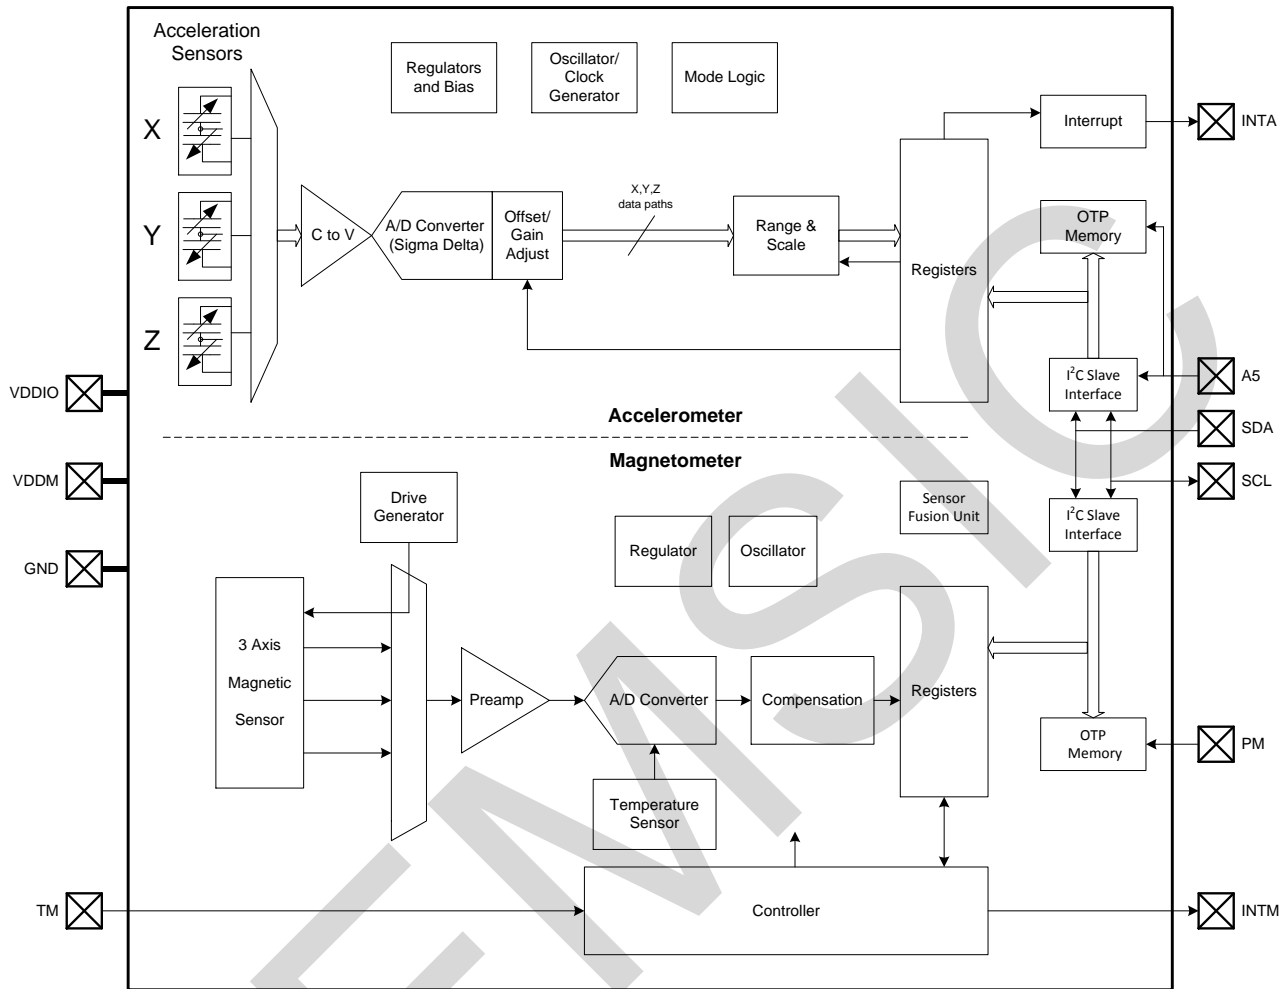 Acceleration
Sensors
X
Y
Z
Regulators
and Bias
Oscillator/
Clock
Generator
Mode Logic
Interrupt
INTA
C to V
A/D Converter
(Sigma Delta)
Offset/
Gain
Adjust
X,Y,Z
data paths
Range &
Scale
Registers
OTP
Memory
I²C Slave
Interface
A5
SDA
SCL
VDDIO
VDDM
GND
Accelerometer
Magnetometer
Drive
Generator
Regulator
Oscillator
Sensor
Fusion Unit
I²C Slave
Interface
3 Axis
Magnetic
Sensor
Preamp
A/D Converter
Compensation
Registers
OTP
Memory
PM
Temperature
Sensor
TM
Controller
INTM
EMSIC